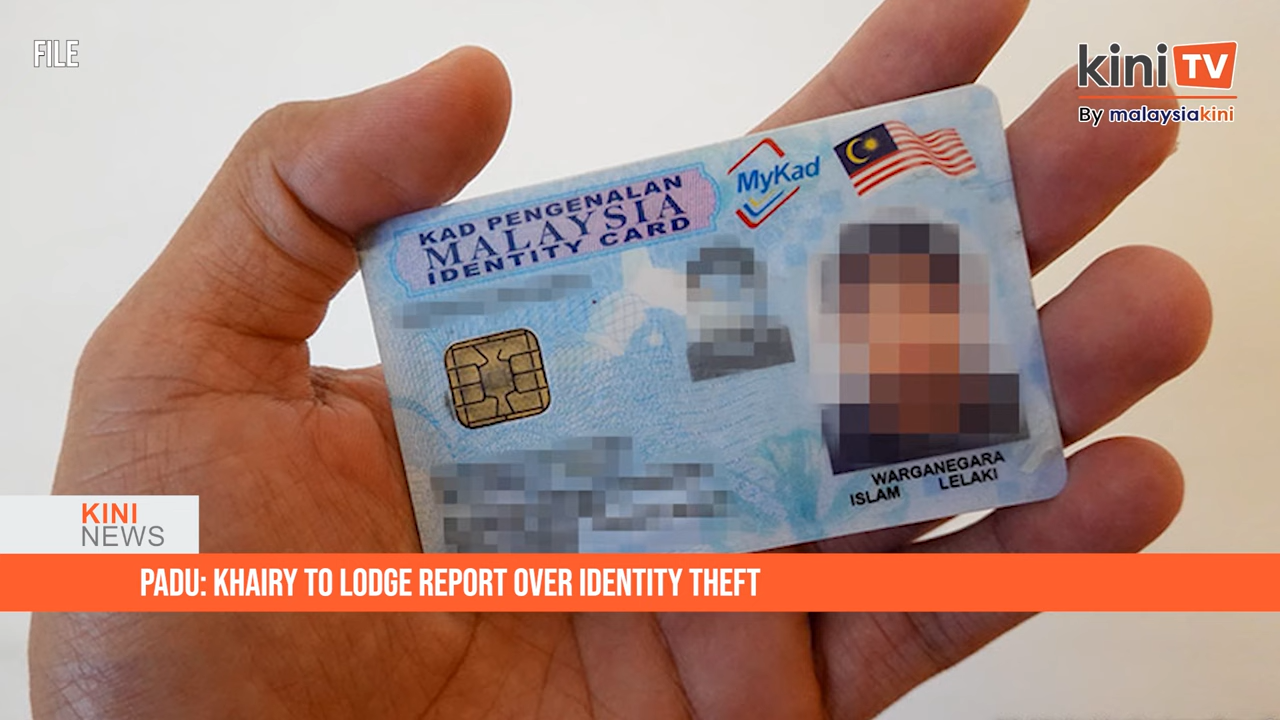 FILE
kini TV
By malaysiakini
KAD PENGENALAN
MALAYSIA
IDENTITY CARD
MyKad
WARGANEGARA
ISLAM LELAKI
KINI
NEWS
PADU: KHAIRY TO LODGE REPORT OVER IDENTITY THEFT